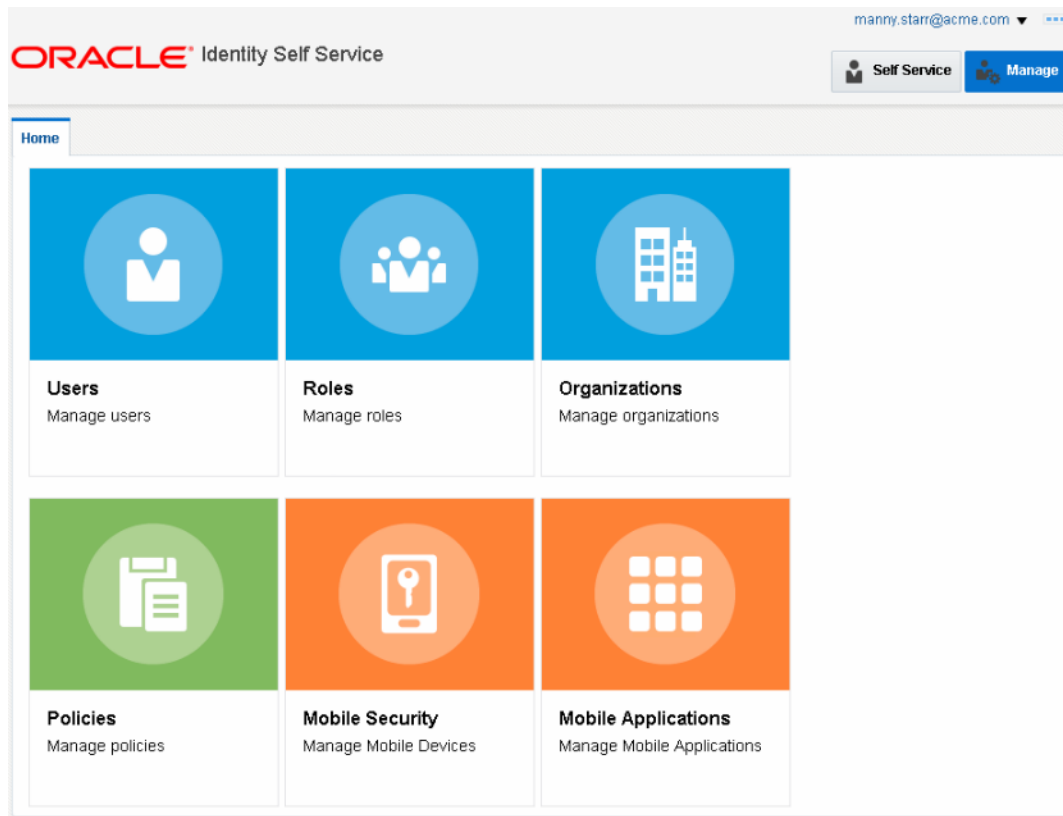 manny.starr@acme.com
ORACLE® Identity Self Service
Self Service
Manage
Home
Users
Manage users
Roles
Manage roles
Organizations
Manage organizations
Policies
Manage policies
Mobile Security
Manage Mobile Devices
Mobile Applications
Manage Mobile Applications